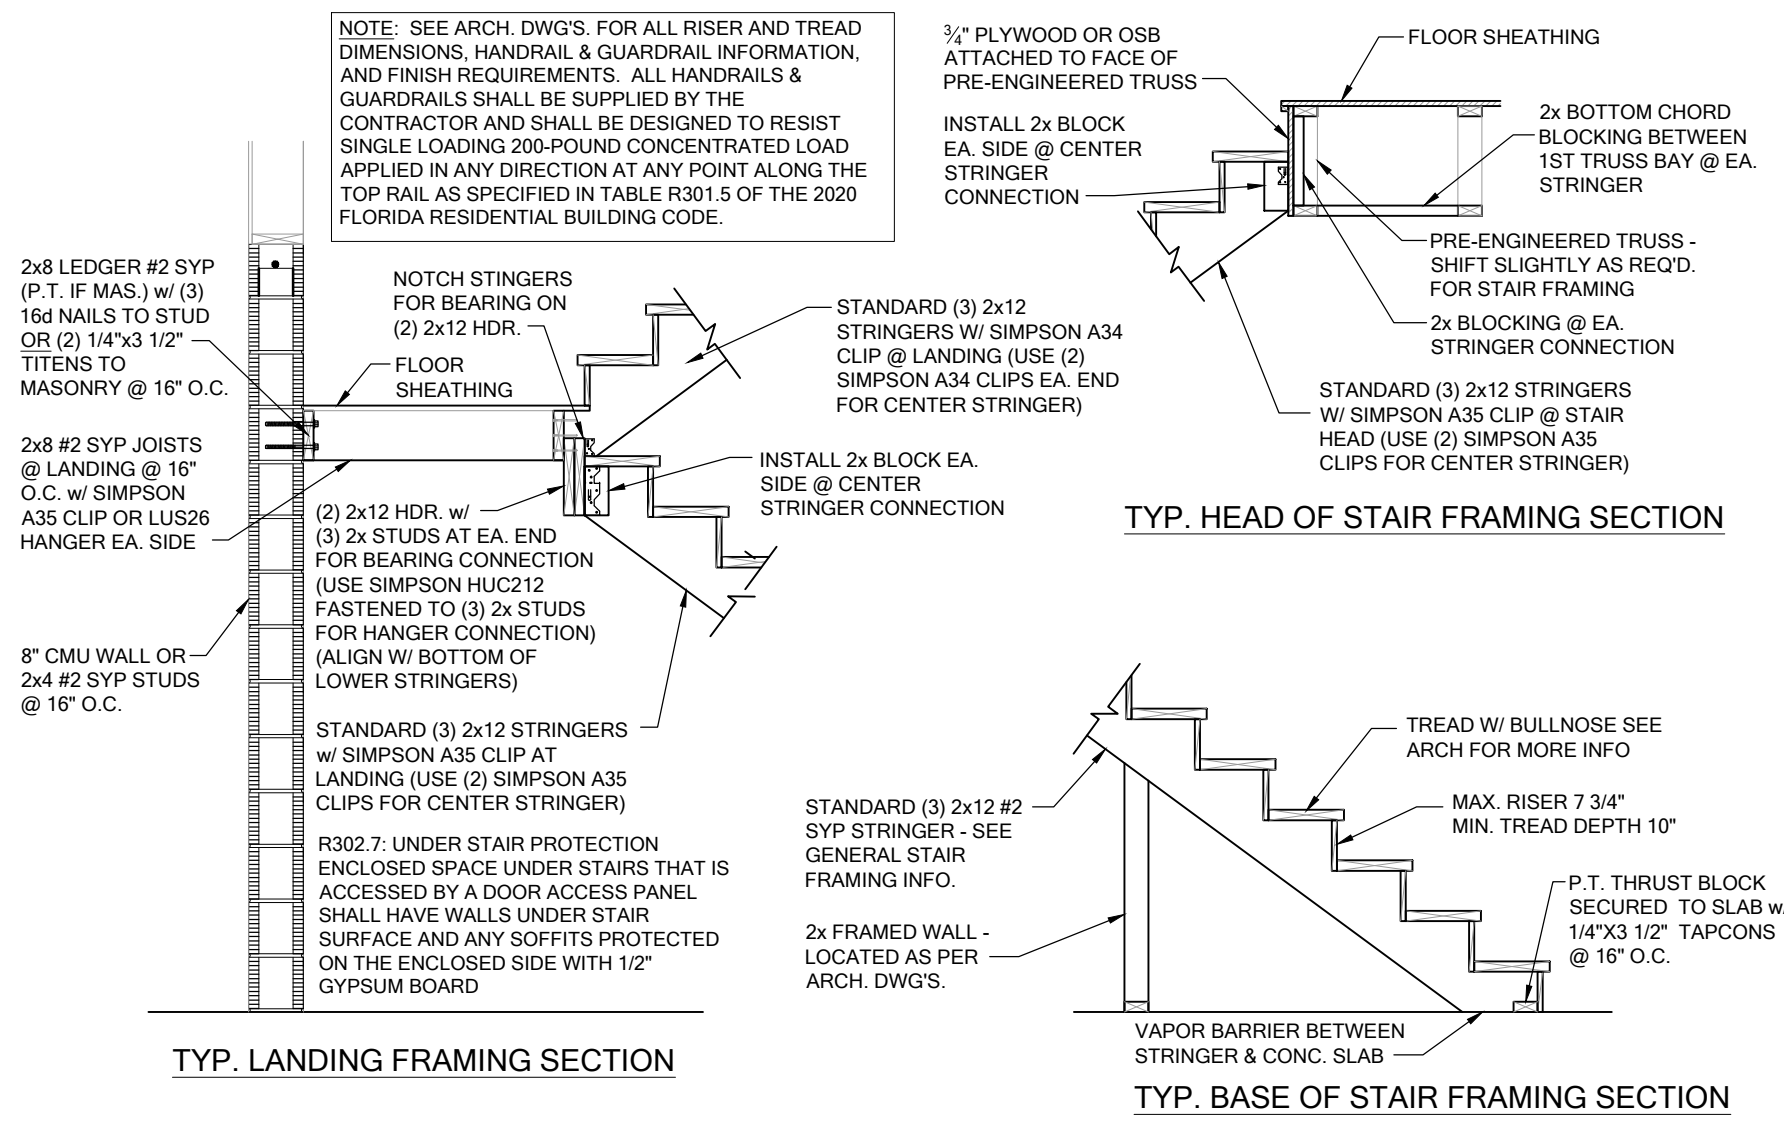 NOTE: SEE ARCH. DWG'S. FOR ALL RISER AND TREAD
DIMENSIONS, HANDRAIL & GUARDRAIL INFORMATION,
AND FINISH REQUIREMENTS. ALL HANDRAILS &
GUARDRAILS SHALL BE SUPPLIED BY THE
CONTRACTOR AND SHALL BE DESIGNED TO RESIST
SINGLE LOADING 200-POUND CONCENTRATED LOAD
APPLIED IN ANY DIRECTION AT ANY POINT ALONG THE
TOP RAIL AS SPECIFIED IN TABLE R301.5 OF THE 2020
FLORIDA RESIDENTIAL BUILDING CODE.
2x8 LEDGER #2 SYP
(P.T. IF MAS.) w/ (3)
16d NAILS TO STUD
OR (2) 1/4"x3 1/2"
TITENS TO
MASONRY @ 16" O.C.
NOTCH STINGERS
FOR BEARING ON
(2) 2x12 HDR.
FLOOR
SHEATHING
STANDARD (3) 2x12
STRINGERS W/ SIMPSON A34
CLIP @ LANDING (USE (2)
SIMPSON A34 CLIPS EA. END
FOR CENTER STRINGER)
2x8 #2 SYP JOISTS
@ LANDING @ 16"
O.C. w/ SIMPSON
A35 CLIP OR LUS26
HANGER EA. SIDE
INSTALL 2x BLOCK EA.
SIDE @ CENTER
STRINGER CONNECTION
(2) 2x12 HDR. w/
(3) 2x STUDS AT EA. END
FOR BEARING CONNECTION
(USE SIMPSON HUC212
FASTENED TO (3) 2x STUDS
FOR HANGER CONNECTION)
(ALIGN W/ BOTTOM OF
LOWER STRINGERS)
8" CMU WALL OR
2x4 #2 SYP STUDS
@ 16" O.C.
STANDARD (3) 2x12 STRINGERS
w/ SIMPSON A35 CLIP AT
LANDING (USE (2) SIMPSON A35
CLIPS FOR CENTER STRINGER)
R302.7: UNDER STAIR PROTECTION
ENCLOSED SPACE UNDER STAIRS THAT IS
ACCESSED BY A DOOR ACCESS PANEL
SHALL HAVE WALLS UNDER STAIR
SURFACE AND ANY SOFFITS PROTECTED
ON THE ENCLOSED SIDE WITH 1/2"
GYPSUM BOARD
TYP. LANDING FRAMING SECTION
3/4" PLYWOOD OR OSB
ATTACHED TO FACE OF
PRE-ENGINEERED TRUSS
INSTALL 2x BLOCK
EA. SIDE @ CENTER
STRINGER
CONNECTION
FLOOR SHEATHING
2x BOTTOM CHORD
BLOCKING BETWEEN
1ST TRUSS BAY @ EA.
STRINGER
PRE-ENGINEERED TRUSS -
SHIFT SLIGHTLY AS REQ'D.
FOR STAIR FRAMING
2x BLOCKING @ EA.
STRINGER CONNECTION
STANDARD (3) 2x12 STRINGERS
W/ SIMPSON A35 CLIP @ STAIR
HEAD (USE (2) SIMPSON A35
CLIPS FOR CENTER STRINGER)
TYP. HEAD OF STAIR FRAMING SECTION
TREAD W/ BULLNOSE SEE
ARCH FOR MORE INFO
MAX. RISER 7 3/4"
MIN. TREAD DEPTH 10"
STANDARD (3) 2x12 #2
SYP STRINGER - SEE
GENERAL STAIR
FRAMING INFO.
P.T. THRUST BLOCK
SECURED TO SLAB w/
1/4"X3 1/2" TAPCONS
@ 16" O.C.
2x FRAMED WALL -
LOCATED AS PER
ARCH. DWG'S.
VAPOR BARRIER BETWEEN
STRINGER & CONC. SLAB
TYP. BASE OF STAIR FRAMING SECTION